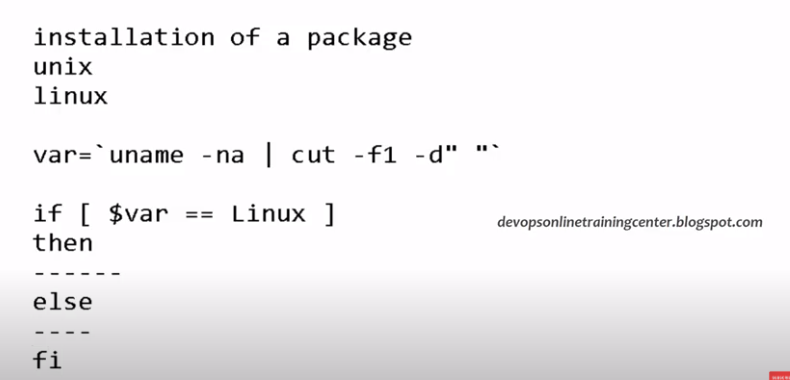 installation of a package
unix
linux
var=`uname -na | cut -f1 -d" "`
if [ $var == Linux ]
devopsonlinetrainingcenter.blogspot.com
then
------
else
----
fi